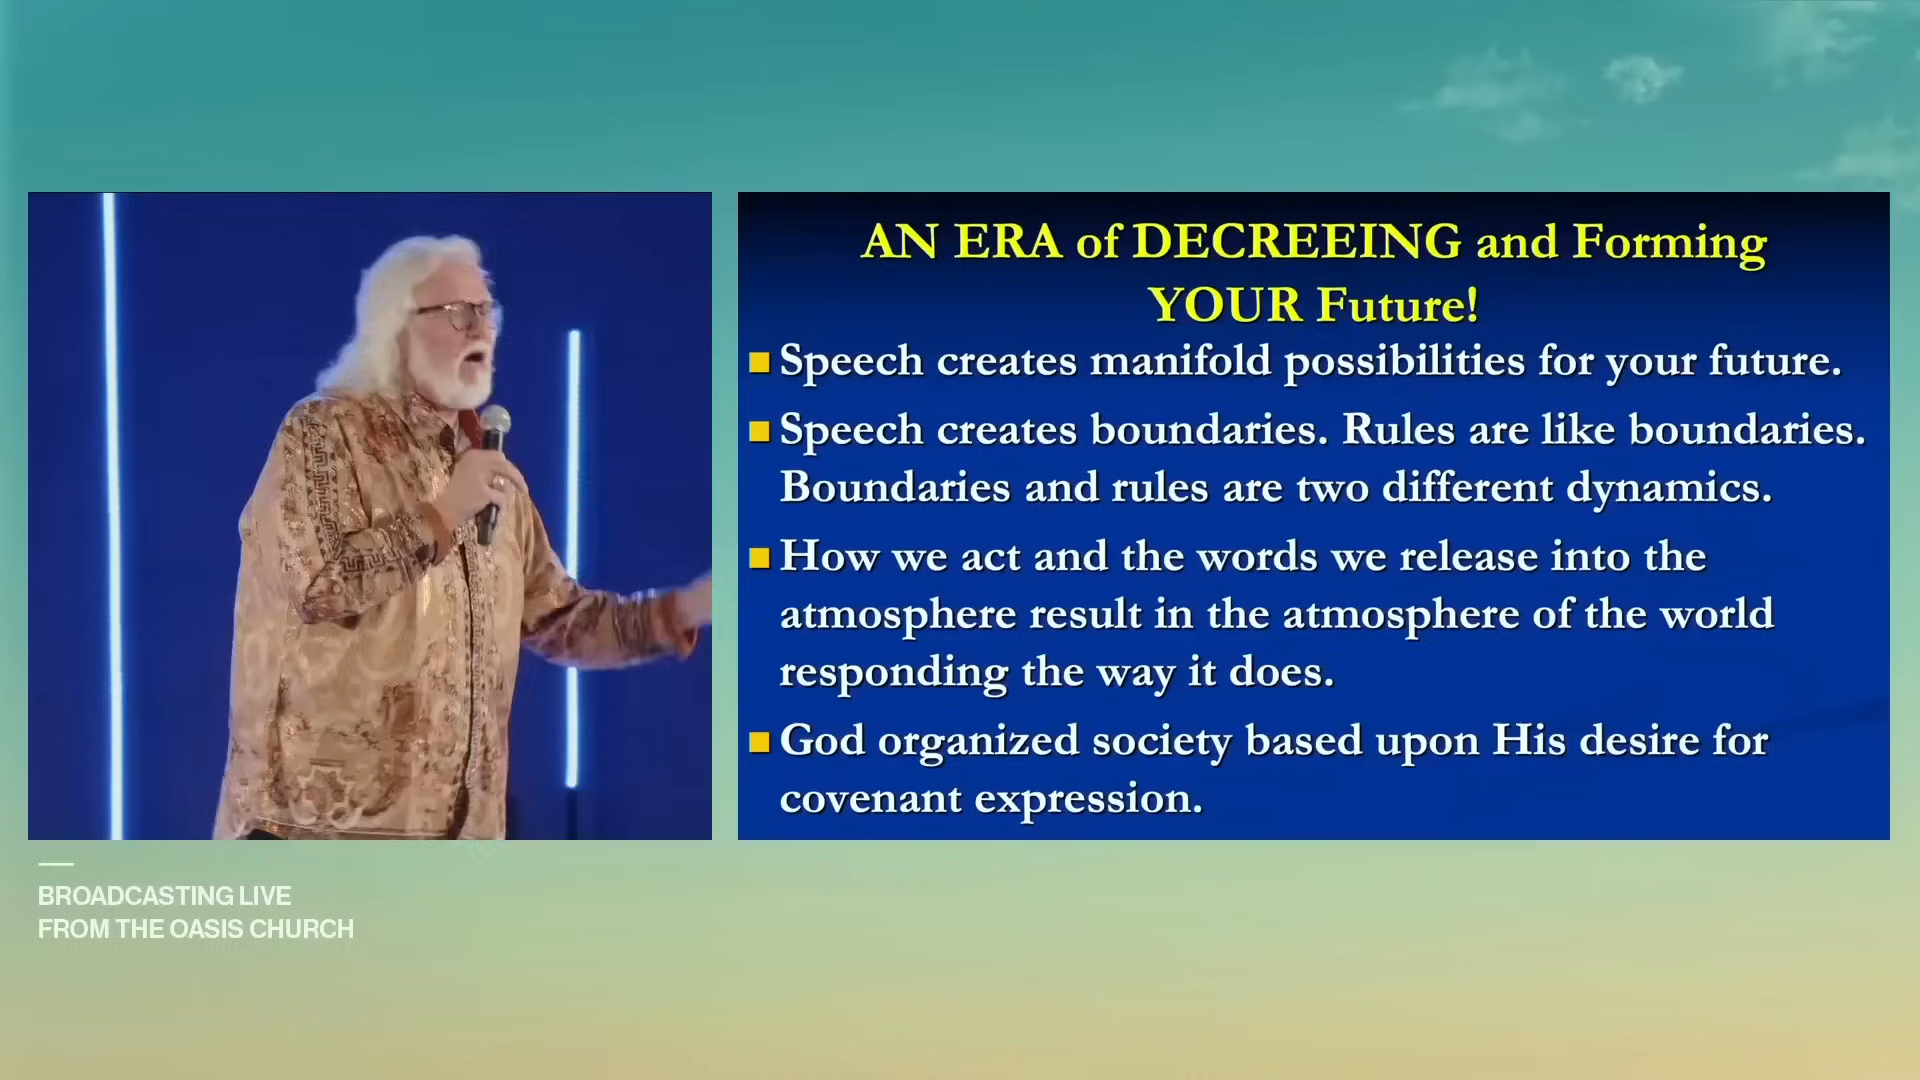 AN ERA of DECREEING and Forming
YOUR Future!
Speech creates manifold possibilities for your future.
Speech creates boundaries. Rules are like boundaries.
Boundaries and rules are two different dynamics.
How we act and the words we release into the
atmosphere result in the atmosphere of the world
responding the way it does.
God organized society based upon His desire for
covenant expression.
BROADCASTING LIVE
FROM THE OASIS CHURCH